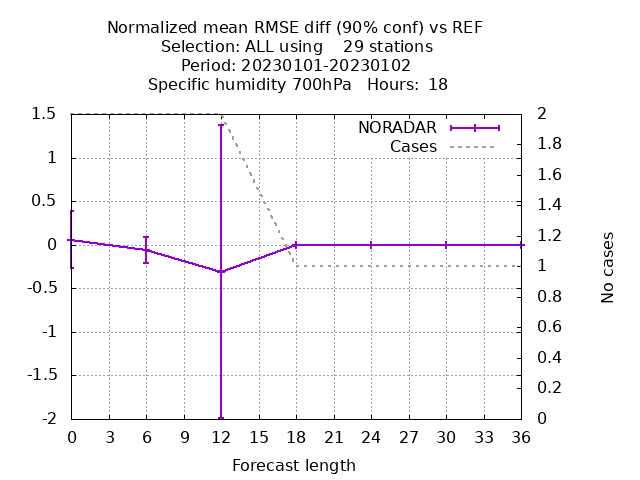 Normalized mean RMSE diff (90% conf) vs REF
Selection: ALL using    29 stations
Period: 20230101-20230102
Specific humidity 700hPa   Hours:  18
NORADAR
Cases
1.5
1
0.5
0
-0.5
-1
-1.5
-2
2
1.8
1.6
1.4
1.2
1
0.8
0.6
0.4
0.2
0
No cases
0 3 6 9 12 15 18 21 24 27 30 33 36
Forecast length